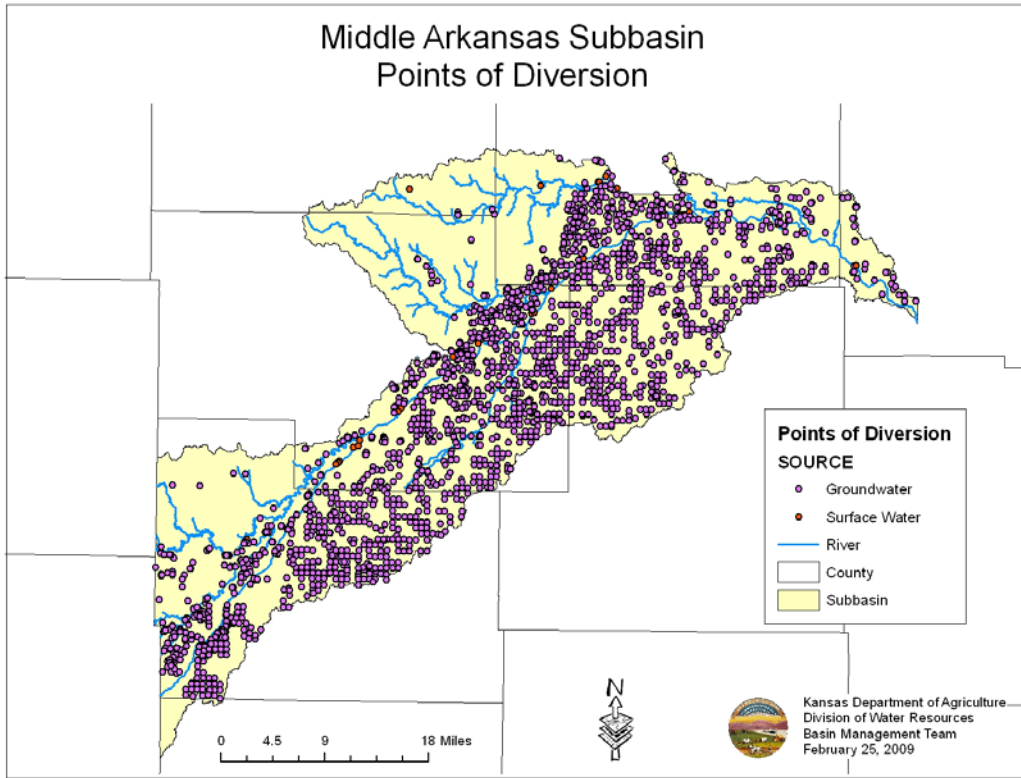 Middle Arkansas Subbasin
Points of Diversion
Points of Diversion
SOURCE
Groundwater
Surface Water
River
County
Subbasin
N
0 4.5 9 18 Miles
Kansas Department of Agriculture
Division of Water Resources
Basin Management Team
February 25, 2009